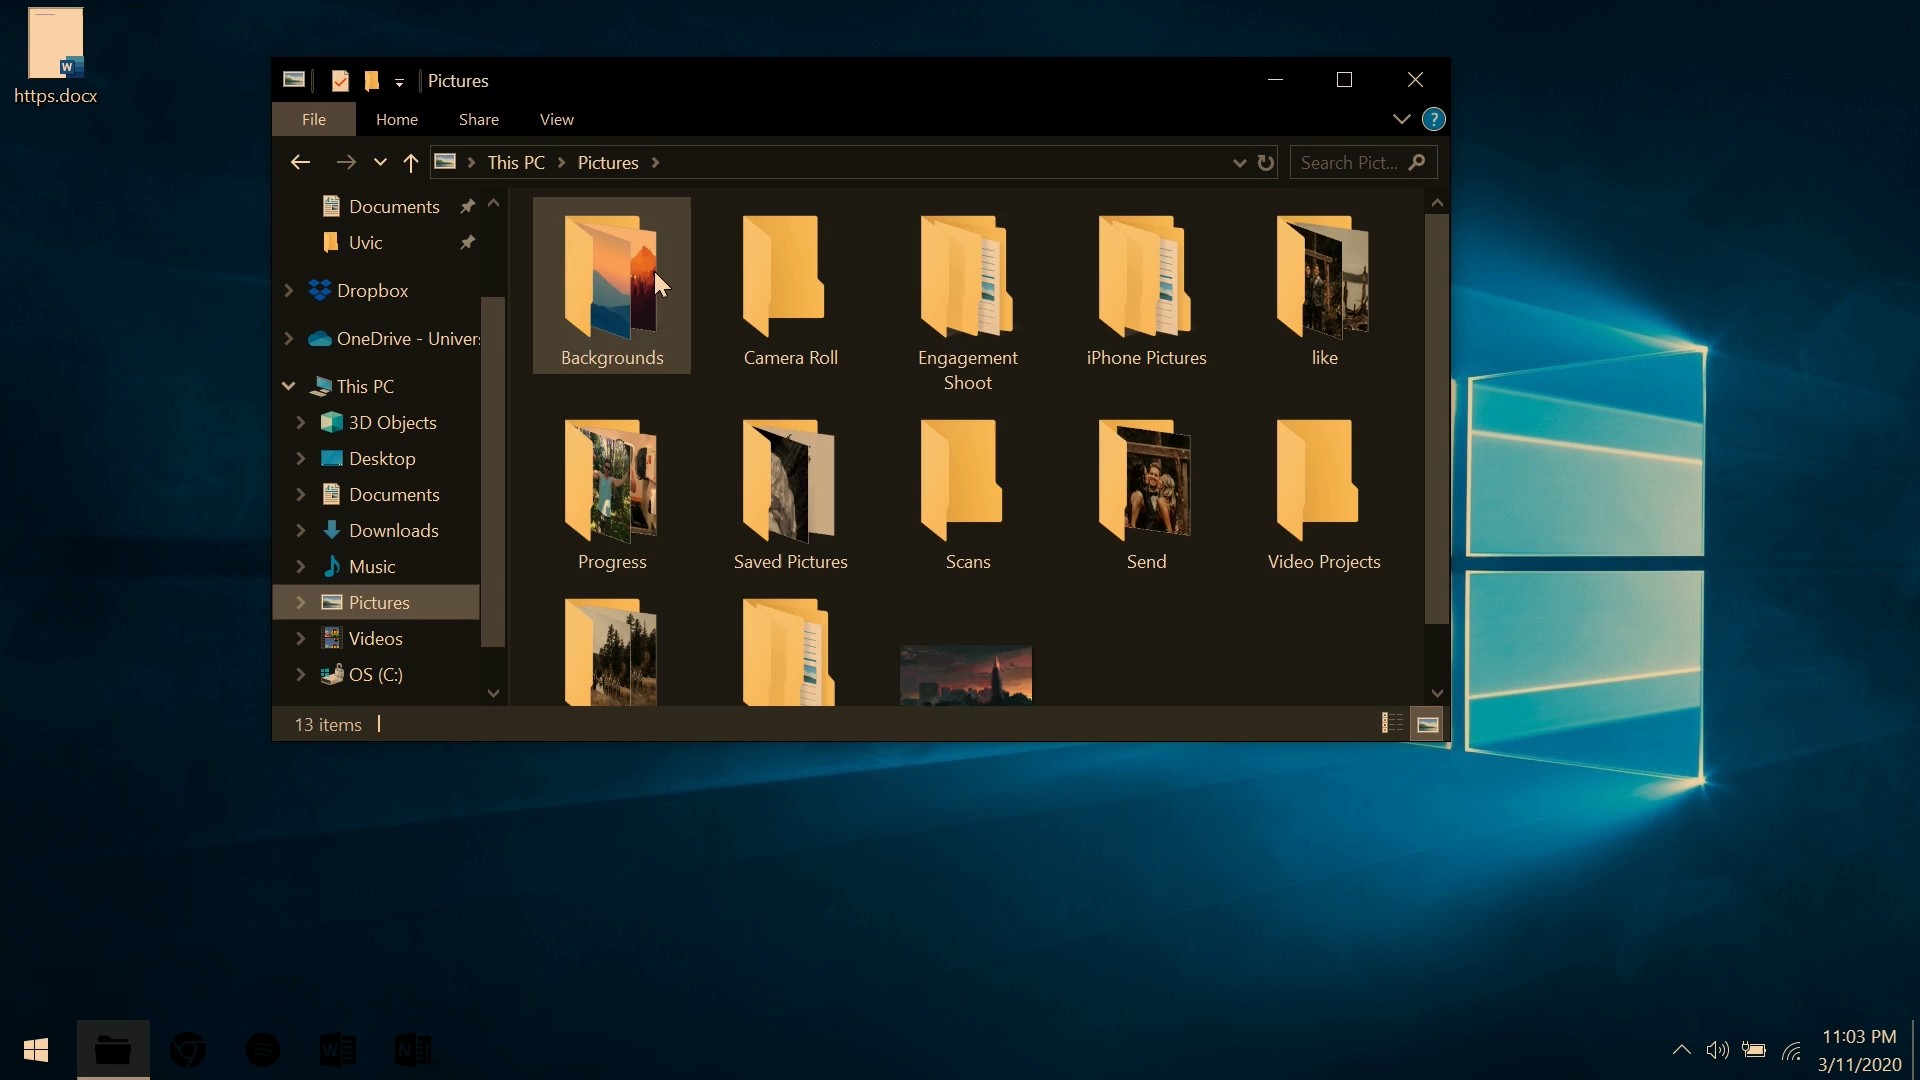 https.docx
Pictures
File Home Share View
?
This PC Pictures
Search Pict...
Documents
Uvic
Dropbox
OneDrive - Univer
This PC
3D Objects
Desktop
Documents
Downloads
Music
Pictures
Videos
OS (C:)
Backgrounds
Camera Roll
Engagement
Shoot
iPhone Pictures
like
Progress
Saved Pictures
Scans
Send
Video Projects
13 items
11:03 PM
3/11/2020